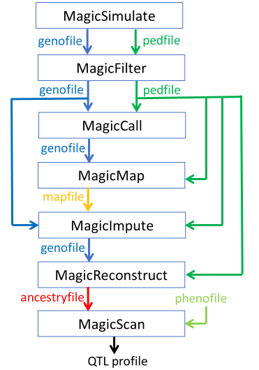 MagicSimulate
genofile pedfile
MagicFilter
genofile pedfile
MagicCall
genofile
MagicMap
mapfile
MagicImpute
genofile
MagicReconstruct
ancestryfile phenofile
MagicScan
QTL profile